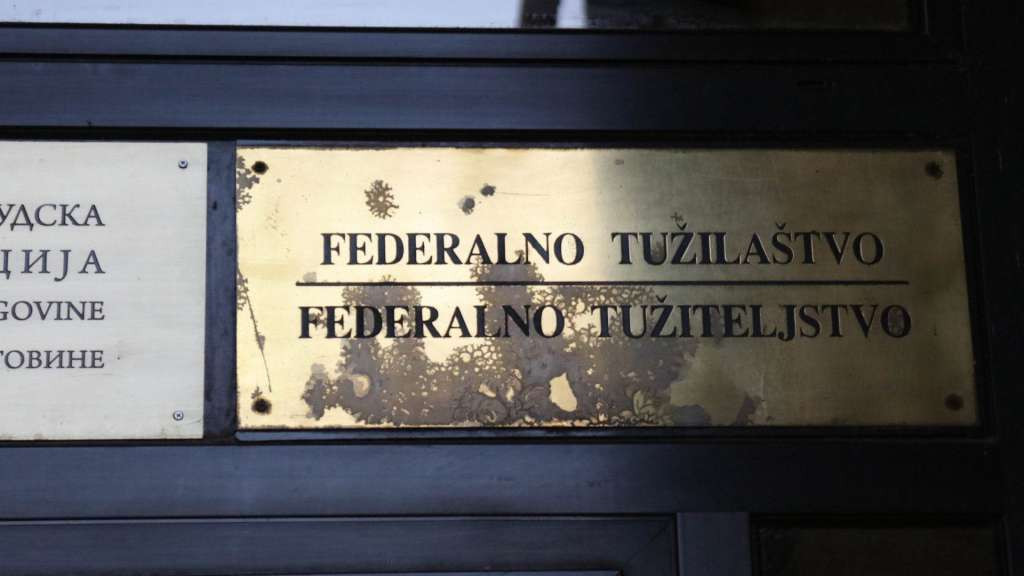 УДСКА
ЦИЈА
GOVINE
ГОВИНЕ
FEDERALNO TUŽILAŠTVO
FEDERALNO TUŽITELJSTVO